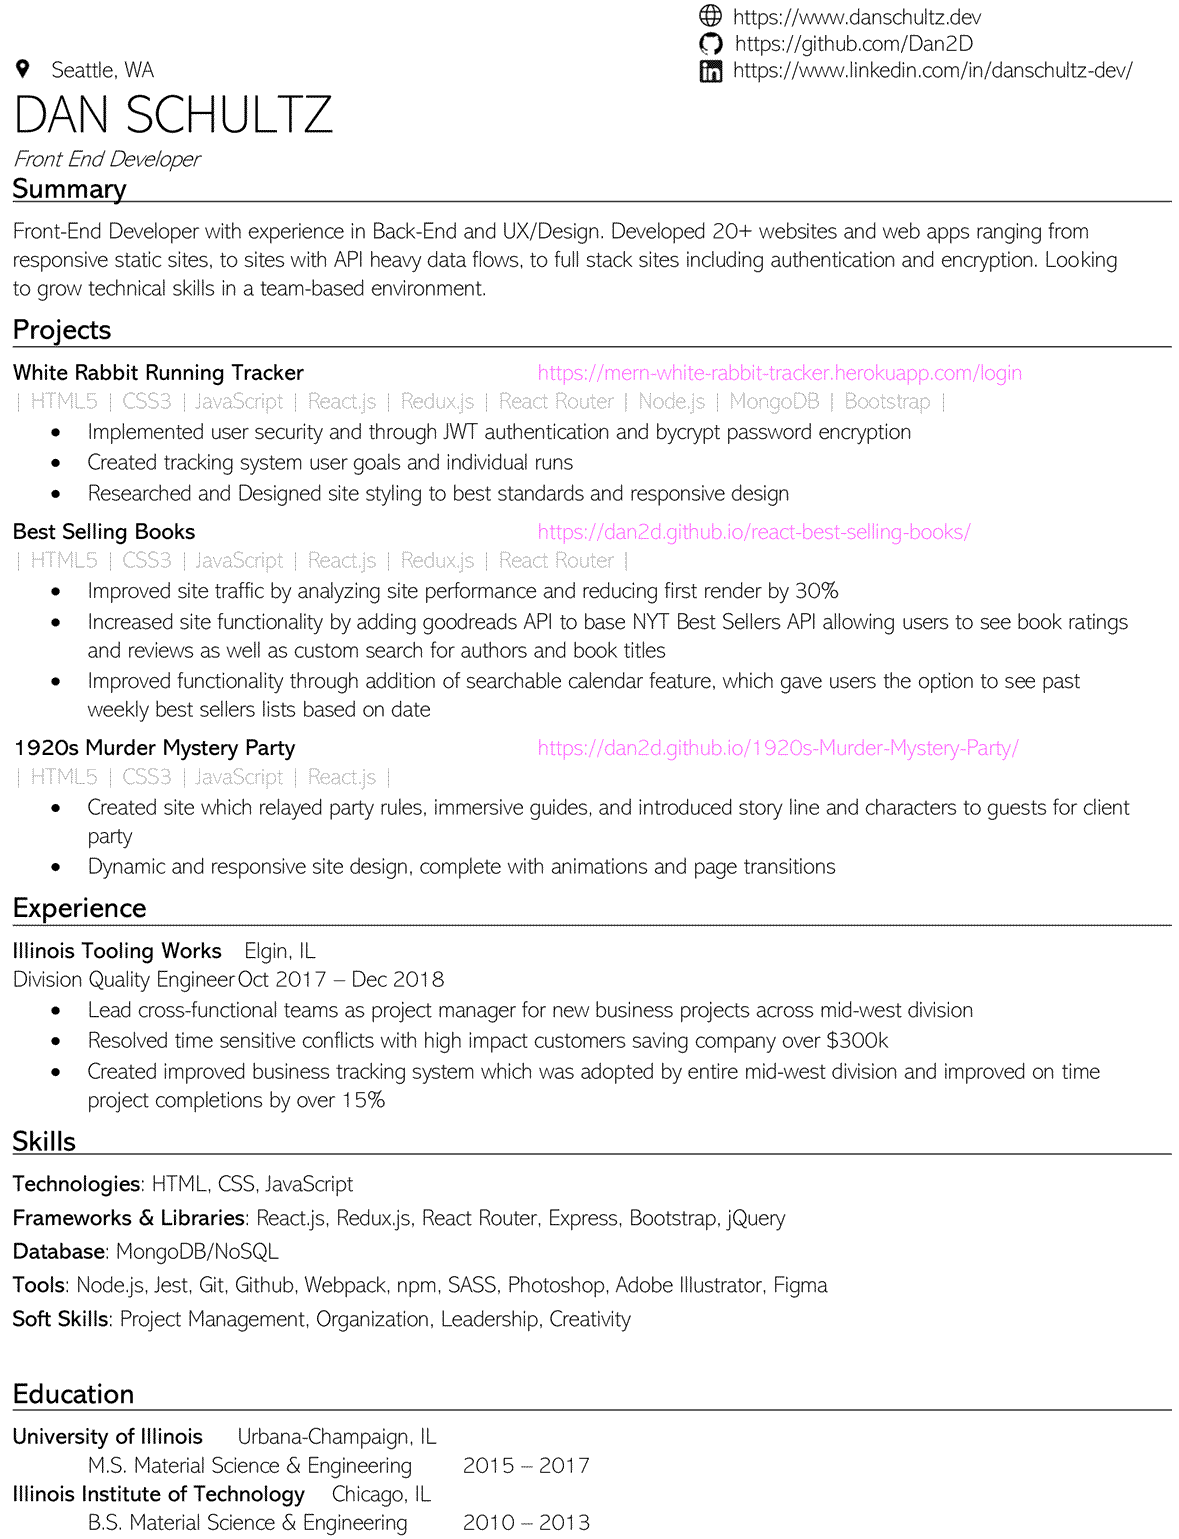 https://www.danschultz.dev
https://github.com/Dan2D
Seattle, WA https://www.linkedin.com/in/danschultz-dev/
DAN SCHULTZ
Front End Developer
Summary
Front-End Developer with experience in Back-End and UX/Design. Developed 20+ websites and web apps ranging from
responsive static sites, to sites with API heavy data flows, to full stack sites including authentication and encryption. Looking
to grow technical skills in a team-based environment.
Projects
White Rabbit Running Tracker https://mern-white-rabbit-tracker.herokuapp.com/login
| HTML5 | CSS3 | JavaScript | React.js | Redux.js | React Router | Node.js | MongoDB | Bootstrap |
• Implemented user security and through JWT authentication and bycrypt password encryption
• Created tracking system user goals and individual runs
• Researched and Designed site styling to best standards and responsive design
Best Selling Books https://dan2d.github.io/react-best-selling-books/
| HTML5 | CSS3 | JavaScript | React.js | Redux.js | React Router |
• Improved site traffic by analyzing site performance and reducing first render by 30%
• Increased site functionality by adding goodreads API to base NYT Best Sellers API allowing users to see book ratings
and reviews as well as custom search for authors and book titles
• Improved functionality through addition of searchable calendar feature, which gave users the option to see past
weekly best sellers lists based on date
1920s Murder Mystery Party https://dan2d.github.io/1920s-Murder-Mystery-Party/
| HTML5 | CSS3 | JavaScript | React.js |
• Created site which relayed party rules, immersive guides, and introduced story line and characters to guests for client
party
• Dynamic and responsive site design, complete with animations and page transitions
Experience
Illinois Tooling Works Elgin, IL
Division Quality Engineer Oct 2017 – Dec 2018
• Lead cross-functional teams as project manager for new business projects across mid-west division
• Resolved time sensitive conflicts with high impact customers saving company over $300k
• Created improved business tracking system which was adopted by entire mid-west division and improved on time
project completions by over 15%
Skills
Technologies: HTML, CSS, JavaScript
Frameworks & Libraries: React.js, Redux.js, React Router, Express, Bootstrap, jQuery
Database: MongoDB/NoSQL
Tools: Node.js, Jest, Git, Github, Webpack, npm, SASS, Photoshop, Adobe Illustrator, Figma
Soft Skills: Project Management, Organization, Leadership, Creativity
Education
University of Illinois Urbana-Champaign, IL
M.S. Material Science & Engineering 2015 – 2017
Illinois Institute of Technology Chicago, IL
B.S. Material Science & Engineering 2010 – 2013